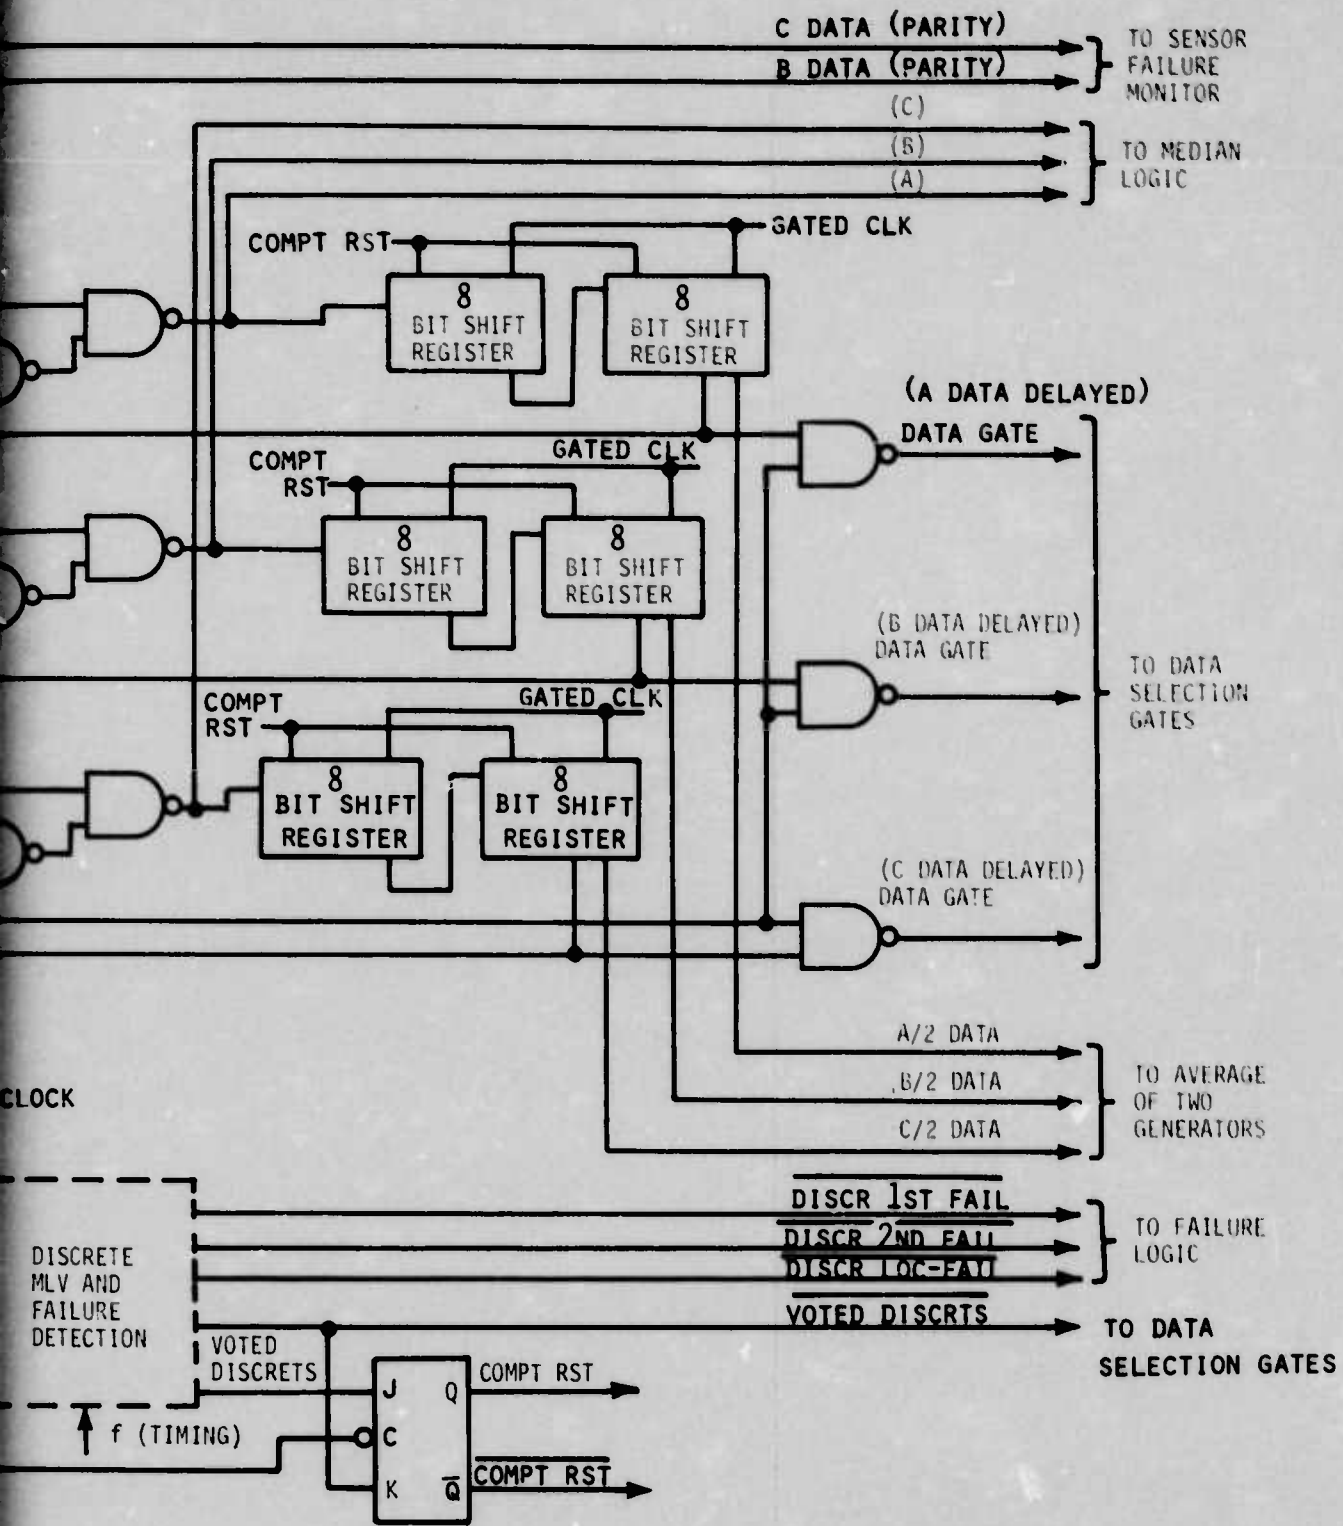 C DATA (PARITY)
B DATA (PARITY)
TO SENSOR
FAILURE
MONITOR
(C)
(B)
(A)
TO MEDIAN
LOGIC
COMPT RST
GATED CLK
8
BIT SHIFT
REGISTER
8
BIT SHIFT
REGISTER
(A DATA DELAYED)
DATA GATE
COMPT
RST
GATED CLK
8
BIT SHIFT
REGISTER
8
BIT SHIFT
REGISTER
(B DATA DELAYED)
DATA GATE
TO DATA
SELECTION
GATES
COMPT
RST
GATED CLK
8
BIT SHIFT
REGISTER
8
BIT SHIFT
REGISTER
(C DATA DELAYED)
DATA GATE
A/2 DATA
B/2 DATA
C/2 DATA
TO AVERAGE
OF TWO
GENERATORS
CLOCK
DISCR 1ST FAIL
DISCR 2ND FAIL
DISCR LOC-FAIL
TO FAILURE
LOGIC
DISCRETE
MLV AND
FAILURE
DETECTION
VOTED DISCRTS
TO DATA
SELECTION GATES
VOTED
DISCRETS
f (TIMING)
J Q
C
K Q̅
COMPT RST
COMPT RST